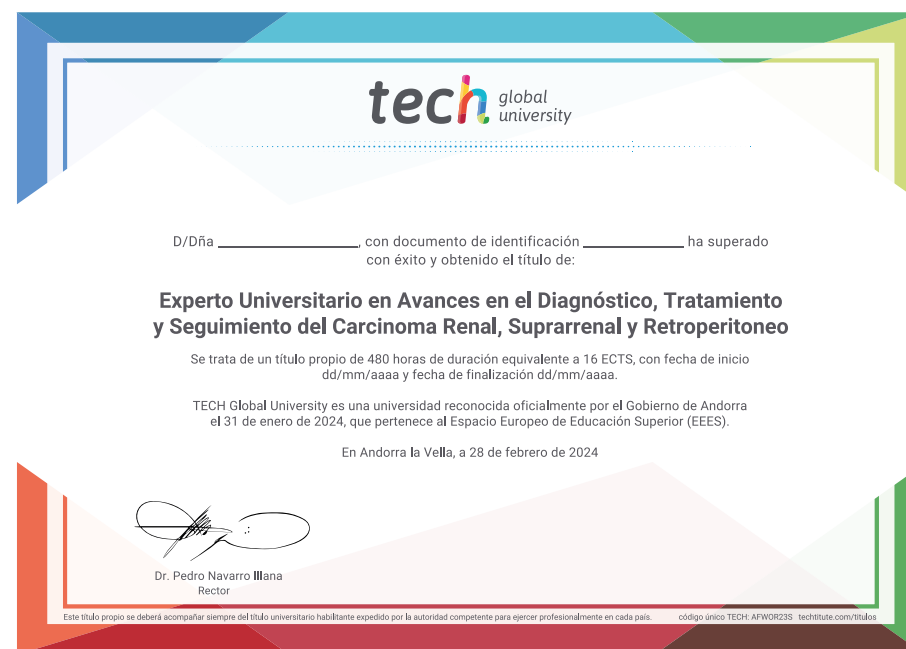 tech global university
D/Dña ____________________, con documento de identificación ______________ ha superado
con éxito y obtenido el título de:
Experto Universitario en Avances en el Diagnóstico, Tratamiento
y Seguimiento del Carcinoma Renal, Suprarrenal y Retroperitoneo
Se trata de un título propio de 480 horas de duración equivalente a 16 ECTS, con fecha de inicio
dd/mm/aaaa y fecha de finalización dd/mm/aaaa.
TECH Global University es una universidad reconocida oficialmente por el Gobierno de Andorra
el 31 de enero de 2024, que pertenece al Espacio Europeo de Educación Superior (EEES).
En Andorra la Vella, a 28 de febrero de 2024
Dr. Pedro Navarro Illana
Rector
Este título propio se deberá acompañar siempre del título universitario habilitante expedido por la autoridad competente para ejercer profesionalmente en cada país. código único TECH: AFWOR23S techtitute.com/titulos